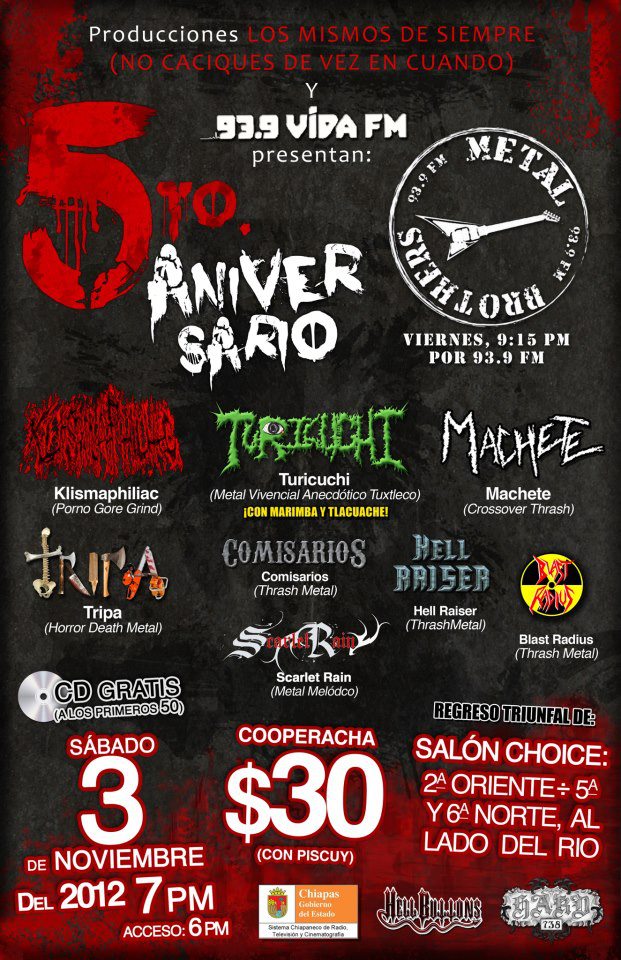 Producciones LOS MISMOS DE SIEMPRE
(NO CACIQUES DE VEZ EN CUANDO)
Y
93.9 VIDA FM
presentan:
5TO.
ANIVER
SARIO
METAL
BROTHERS
93.9 FM
93.9 FM
VIERNES, 9:15 PM
POR 93.9 FM
Klismaphiliac
(Porno Gore Grind)
TURICUCHI
Turicuchi
(Metal Vivencial Anecdótico Tuxtleco)
¡CON MARIMBA Y TLACUACHE!
MACHETE
Machete
(Crossover Thrash)
TRIPA
Tripa
(Horror Death Metal)
COMISARIOS
Comisarios
(Thrash Metal)
HELL
RAISER
Hell Raiser
(ThrashMetal)
BLAST
RADIUS
Blast Radius
(Thrash Metal)
Scarlet Rain
Scarlet Rain
(Metal Melódco)
CD GRATIS
(A LOS PRIMEROS 50)
SÁBADO
3
DE NOVIEMBRE
DEL 2012 7 PM
ACCESO: 6 PM
COOPERACHA
$30
(CON PISCUY)
REGRESO TRIUNFAL DE:
SALÓN CHOICE:
2ª ORIENTE ÷ 5ª
Y 6ª NORTE, AL
LADO DEL RIO
Chiapas
Gobierno
del Estado
Sistema Chiapaneco de Radio,
Televisión y Cinematografía
HELLBULLIONS
HARD
738